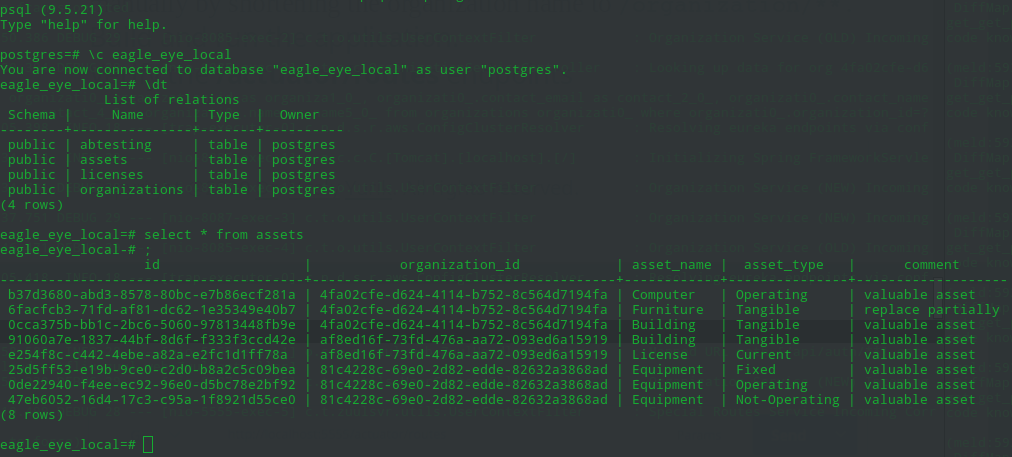 psql (9.5.21)
Type "help" for help.
postgres=# \c eagle_eye_local
You are now connected to database "eagle_eye_local" as user "postgres".
eagle_eye_local=# \dt
List of relations
Schema | Name | Type | Owner
--------+---------------+-------+----------
public | abtesting | table | postgres
public | assets | table | postgres
public | licenses | table | postgres
public | organizations | table | postgres
(4 rows)
eagle_eye_local=# select * from assets
eagle_eye_local-# ;
id | organization_id | asset_name | asset_type | comment
--------------------------------------+--------------------------------------+------------+---------------+-------------------
b37d3680-abd3-8578-80bc-e7b86ecf281a | 4fa02cfe-d624-4114-b752-8c564d7194fa | Computer | Operating | valuable asset
6facfcb3-71fd-af81-dc62-1e35349e40b7 | 4fa02cfe-d624-4114-b752-8c564d7194fa | Furniture | Tangible | replace partially
0cca375b-bb1c-2bc6-5060-97813448fb9e | 4fa02cfe-d624-4114-b752-8c564d7194fa | Building | Tangible | valuable asset
91060a7e-1837-44bf-8d6f-f333f3ccd42e | af8ed16f-73fd-476a-aa72-093ed6a15919 | Building | Tangible | valuable asset
e254f8c-c442-4ebe-a82a-e2fc1d1ff78a | af8ed16f-73fd-476a-aa72-093ed6a15919 | License | Current | valuable asset
25d5ff53-e19b-9ce0-c2d0-b8a2c5c09bea | 81c4228c-69e0-2d82-edde-82632a3868ad | Equipment | Fixed | valuable asset
0de22940-f4ee-ec92-96e0-d5bc78e2bf92 | 81c4228c-69e0-2d82-edde-82632a3868ad | Equipment | Operating | valuable asset
47eb6052-16d4-17c3-c95a-1f8921d55ce0 | 81c4228c-69e0-2d82-edde-82632a3868ad | Equipment | Not-Operating | valuable asset
(8 rows)
eagle_eye_local=#